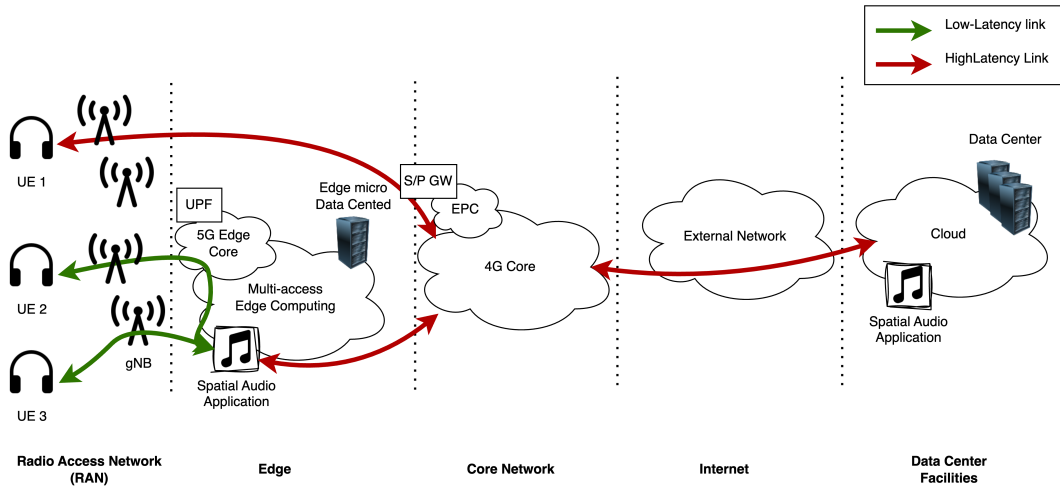 Low-Latency link
HighLatency Link
UE 1
UE 2
UE 3
gNB
UPF
5G Edge
Core
Edge micro
Data Cented
Multi-access
Edge Computing
Spatial Audio
Application
S/P GW
EPC
4G Core
External Network
Data Center
Cloud
Spatial Audio
Application
Radio Access Network
(RAN)
Edge
Core Network
Internet
Data Center
Facilities